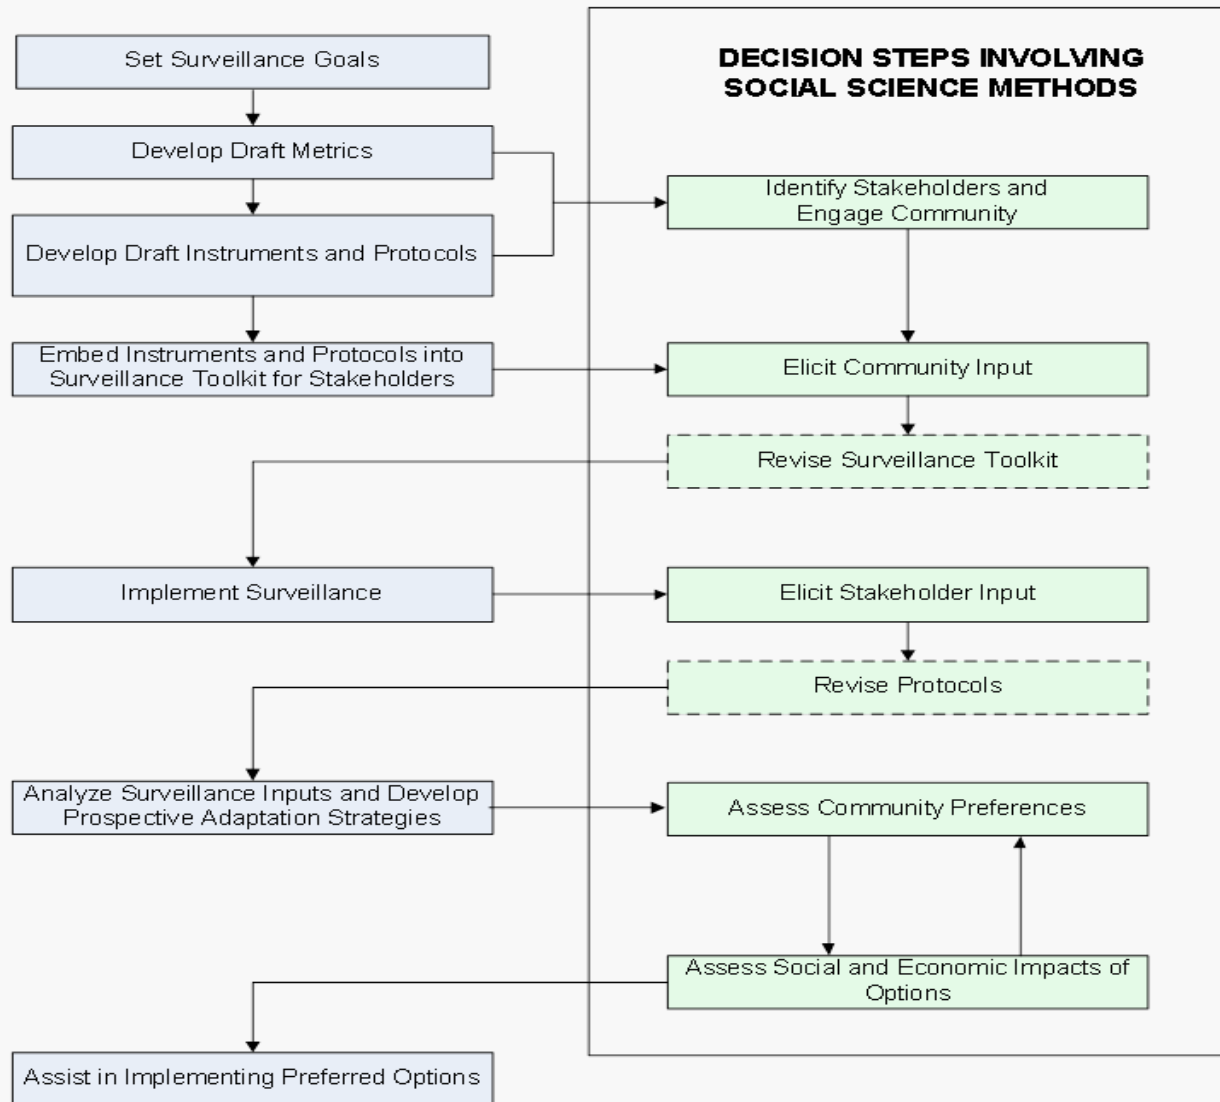 DECISION STEPS INVOLVING
SOCIAL SCIENCE METHODS
Set Surveillance Goals
Develop Draft Metrics
Identify Stakeholders and
Engage Community
Develop Draft Instruments and Protocols
Embed Instruments and Protocols into
Surveillance Toolkit for Stakeholders
Elicit Community Input
Revise Surveillance Toolkit
Implement Surveillance
Elicit Stakeholder Input
Revise Protocols
Analyze Surveillance Inputs and Develop
Prospective Adaptation Strategies
Assess Community Preferences
Assess Social and Economic Impacts of
Options
Assist in Implementing Preferred Options